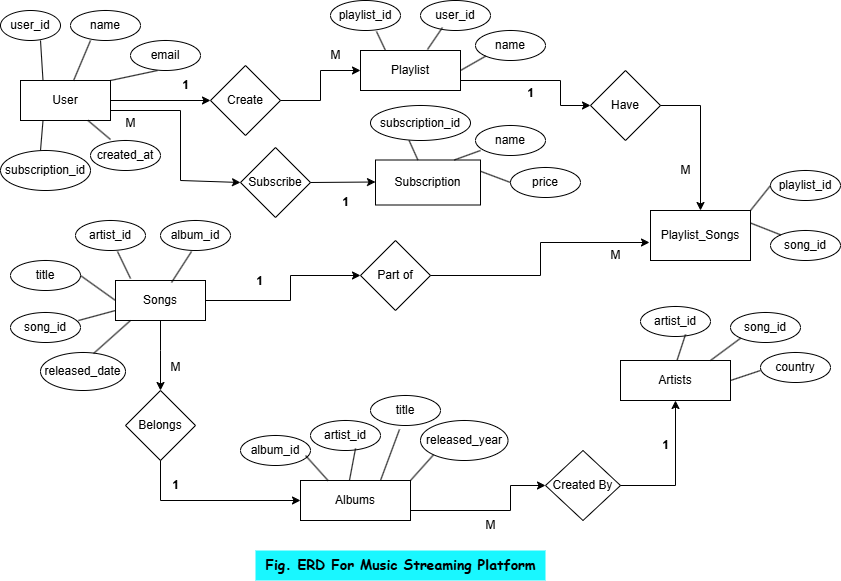 playlist_id
user_id
user_id
name
name
email
M
Playlist
1
User
Create
1
Have
M
subscription_id
name
created_at
subscription_id
Subscribe
Subscription
price
M
1
playlist_id
artist_id
album_id
Playlist_Songs
song_id
M
title
1
Part of
Songs
artist_id
song_id
song_id
released_date
M
country
Artists
title
Belongs
artist_id
released_year
album_id
1
1
Created By
Albums
M
Fig. ERD For Music Streaming Platform